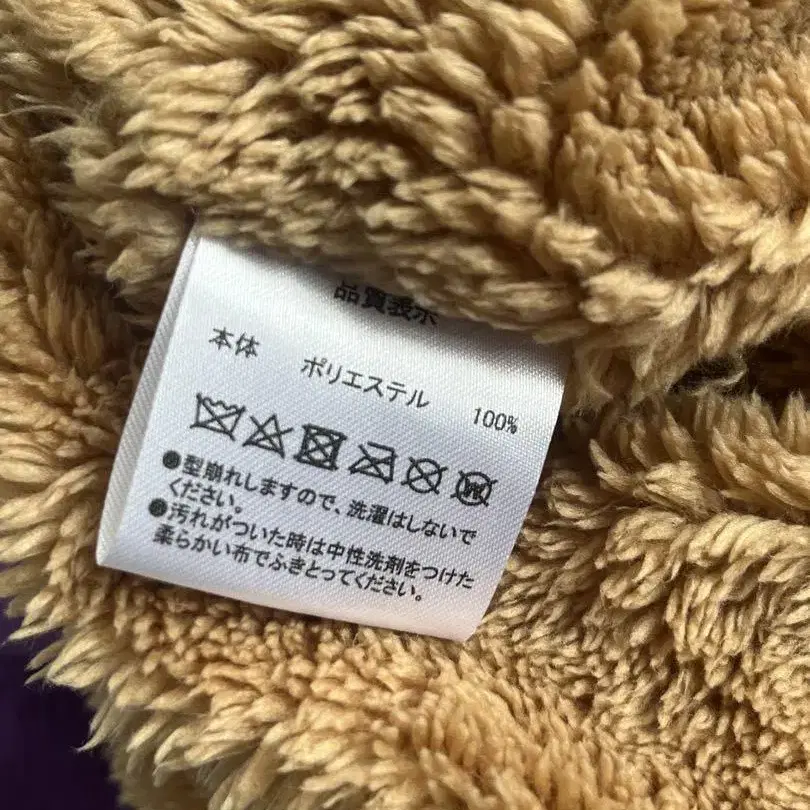 品質表示
本体 ポリエステル 100%
●型崩れしますので、洗濯はしないで
ください。
●汚れがついた時は中性洗剤をつけた
柔らかい布でふきとってください。